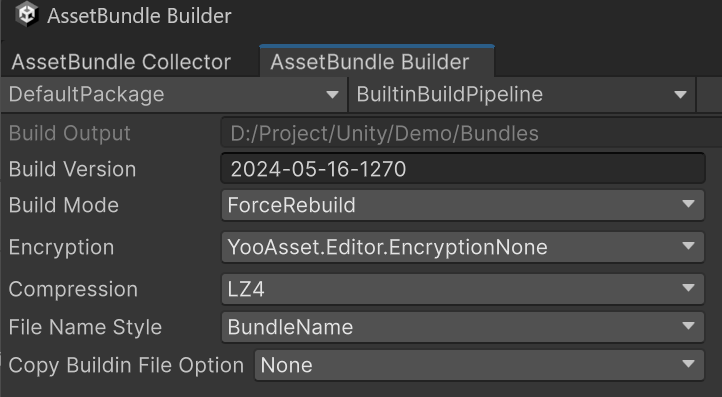 AssetBundle Builder
AssetBundle Collector AssetBundle Builder
DefaultPackage BuiltinBuildPipeline
Build Output D:/Project/Unity/Demo/Bundles
Build Version 2024-05-16-1270
Build Mode ForceRebuild
Encryption YooAsset.Editor.EncryptionNone
Compression LZ4
File Name Style BundleName
Copy Buildin File Option None